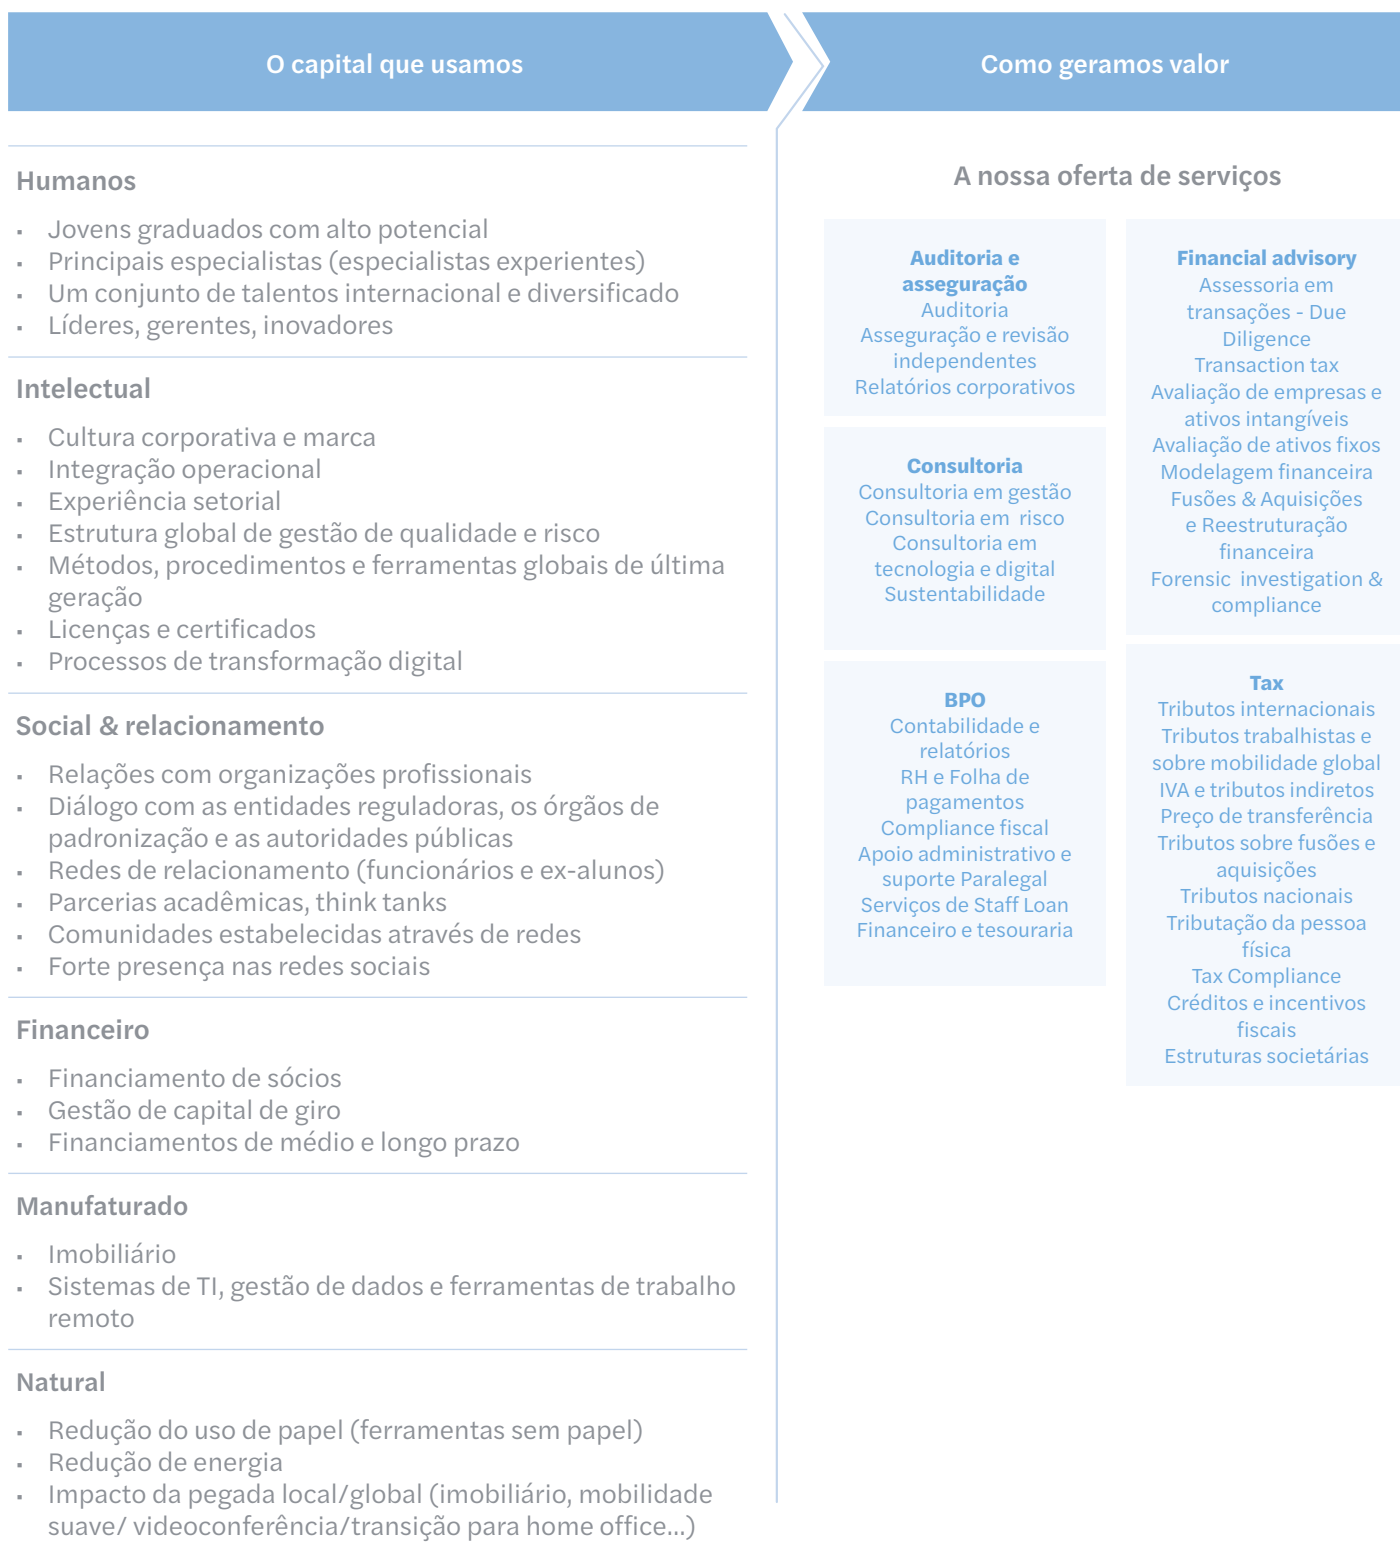 O capital que usamos
Humanos
• Jovens graduados com alto potencial
• Principais especialistas (especialistas experientes)
• Um conjunto de talentos internacional e diversificado
• Líderes, gerentes, inovadores
Intelectual
• Cultura corporativa e marca
• Integração operacional
• Experiência setorial
• Estrutura global de gestão de qualidade e risco
• Métodos, procedimentos e ferramentas globais de última
geração
• Licenças e certificados
• Processos de transformação digital
Social & relacionamento
• Relações com organizações profissionais
• Diálogo com as entidades reguladoras, os órgãos de
padronização e as autoridades públicas
• Redes de relacionamento (funcionários e ex-alunos)
• Parcerias acadêmicas, think tanks
• Comunidades estabelecidas através de redes
• Forte presença nas redes sociais
Financeiro
• Financiamento de sócios
• Gestão de capital de giro
• Financiamentos de médio e longo prazo
Manufaturado
• Imobiliário
• Sistemas de TI, gestão de dados e ferramentas de trabalho
remoto
Natural
• Redução do uso de papel (ferramentas sem papel)
• Redução de energia
• Impacto da pegada local/global (imobiliário, mobilidade
suave/ videoconferência/transição para home office...)
Como geramos valor
A nossa oferta de serviços
Auditoria e
asseguração
Auditoria
Asseguração e revisão
independentes
Relatórios corporativos
Consultoria
Consultoria em gestão
Consultoria em risco
Consultoria em
tecnologia e digital
Sustentabilidade
BPO
Contabilidade e
relatórios
RH e Folha de
pagamentos
Compliance fiscal
Apoio administrativo e
suporte Paralegal
Serviços de Staff Loan
Financeiro e tesouraria
Financial advisory
Assessoria em
transações - Due
Diligence
Transaction tax
Avaliação de empresas e
ativos intangíveis
Avaliação de ativos fixos
Modelagem financeira
Fusões & Aquisições
e Reestruturação
financeira
Forensic investigation &
compliance
Tax
Tributos internacionais
Tributos trabalhistas e
sobre mobilidade global
IVA e tributos indiretos
Preço de transferência
Tributos sobre fusões e
aquisições
Tributos nacionais
Tributação da pessoa
física
Tax Compliance
Créditos e incentivos
fiscais
Estruturas societárias